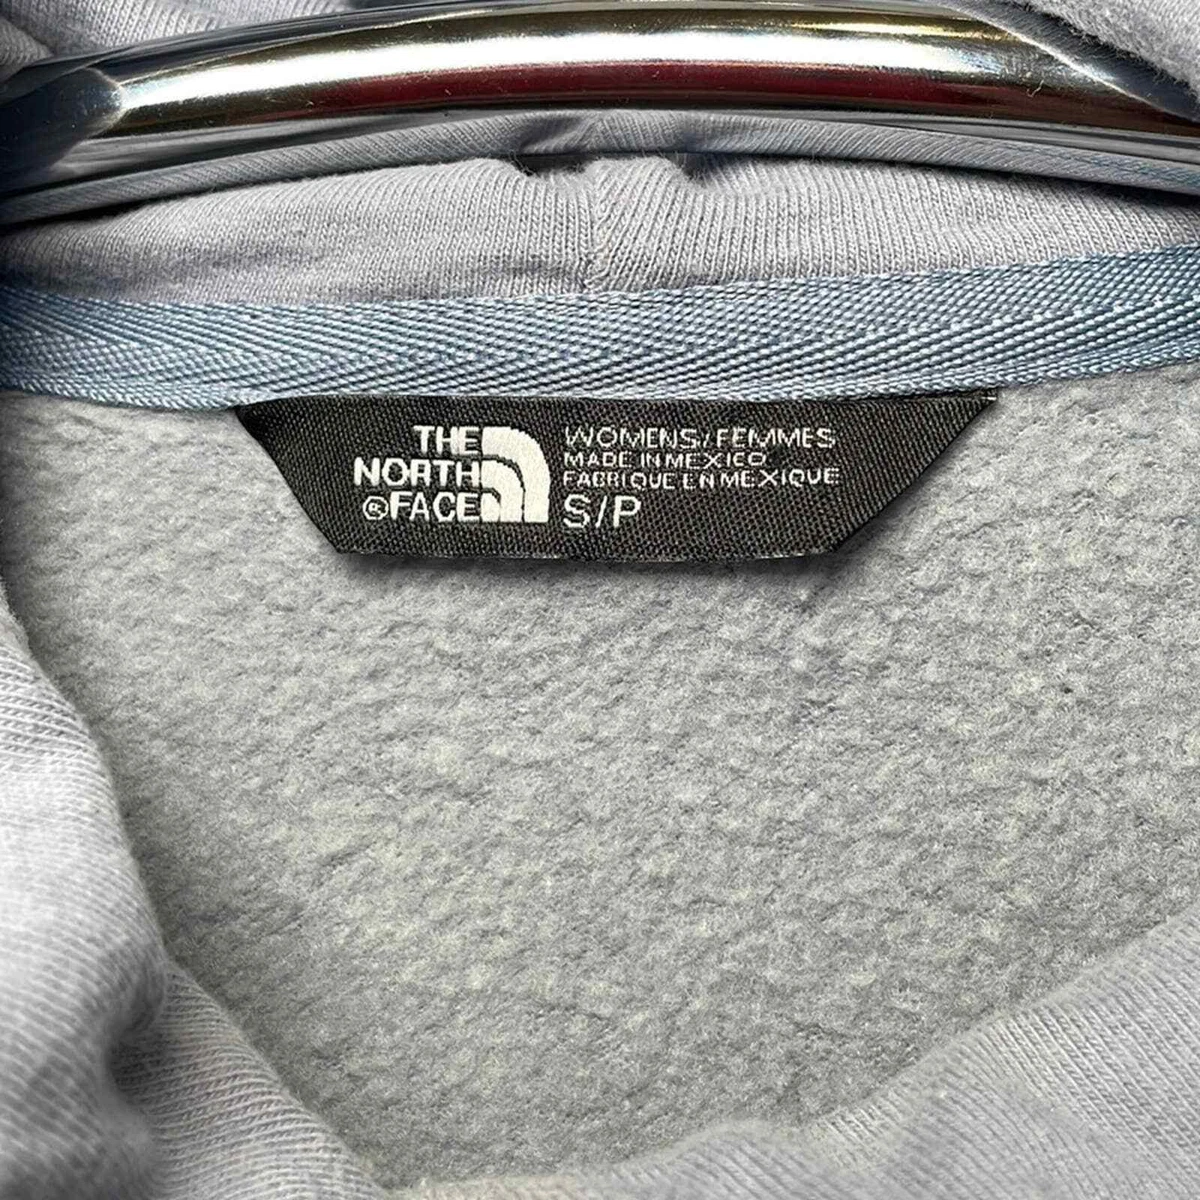 THE
NORTH
®FACE
WOMENS/FEMMES
MADE IN MEXICO
FABRIQUE EN MEXIQUE
S/P